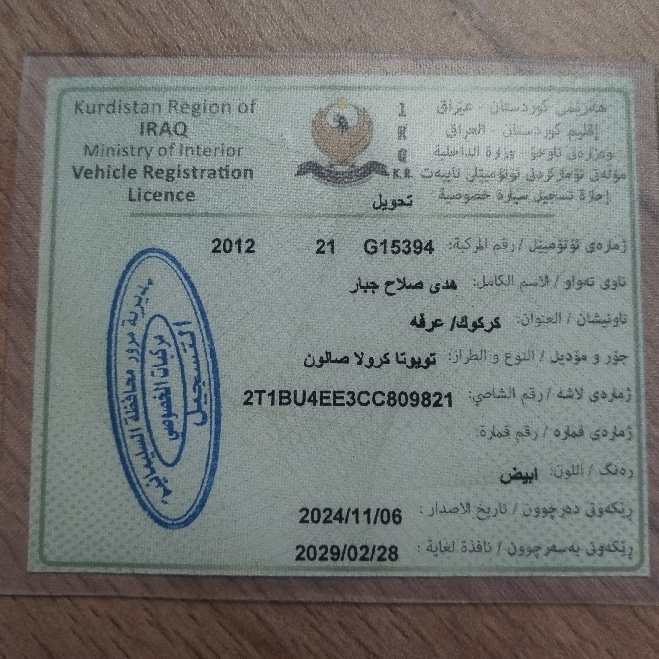 Kurdistan Region of
IRAQ
Ministry of Interior
Vehicle Registration
Licence
I
K
Q
K.R.
هەرێمی کوردستان - عێراق
إقليم كوردستان - العراق
وەزارەتی ناوخۆ - وزارة الداخلية
مۆڵەتی تۆمارکردنی ئۆتۆمبێلی تایبەت
إجازة تسجيل سيارة خصوصية
تحويل
ژمارەی ئۆتۆمبێل / رقم المركبة: G15394 21 2012
ناوی تەواو / الاسم الكامل: هدى صلاح جبار
ناونیشان / العنوان: كركوك/ عرفه
جۆر و مۆدێل / النوع و الطراز: تويوتا كرولا صالون
ژمارەی لاشە / رقم الشاصي: 2T1BU4EE3CC809821
ژمارەی قمارە / رقم قمارة:
ڕەنگ / اللون: ابيض
ڕێکەوتی دەرچوون / تاريخ الاصدار: 2024/11/06
ڕێکەوتی بەسەرچوون / نافذة لغاية: 2029/02/28
مديرية مرور محافظة السليمانية
مركبات الخصوصي
التسجيل